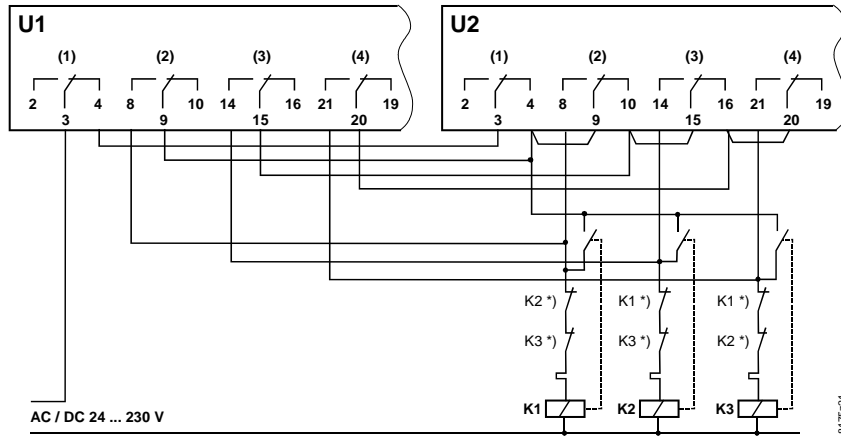 U1
U2
(1) (2) (3) (4)
(1) (2) (3) (4)
2 4 8 10 14 16 21 19
2 4 8 10 14 16 21 19
3 9 15 20
3 9 15 20
K2 *) K1 *) K1 *)
K3 *) K3 *) K2 *)
K1 K2 K3
AC / DC 24 ... 230 V